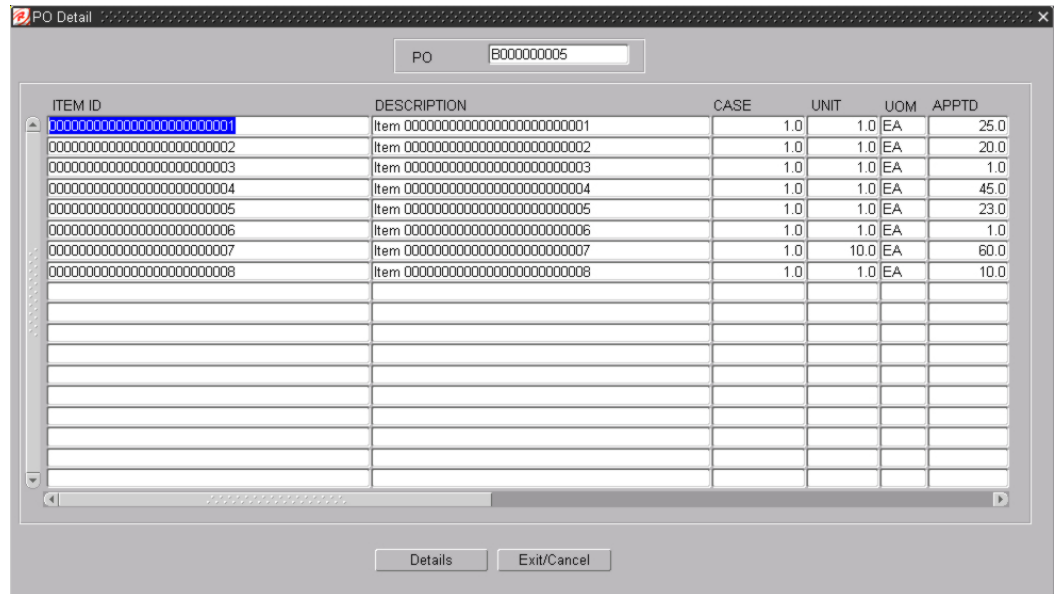 PO Detail
PO B000000005
ITEM ID DESCRIPTION CASE UNIT UOM APPTD
0000000000000000000000001 Item 0000000000000000000000001 1.0 1.0 EA 25.0
0000000000000000000000002 Item 0000000000000000000000002 1.0 1.0 EA 20.0
0000000000000000000000003 Item 0000000000000000000000003 1.0 1.0 EA 1.0
0000000000000000000000004 Item 0000000000000000000000004 1.0 1.0 EA 45.0
0000000000000000000000005 Item 0000000000000000000000005 1.0 1.0 EA 23.0
0000000000000000000000006 Item 0000000000000000000000006 1.0 1.0 EA 1.0
0000000000000000000000007 Item 0000000000000000000000007 1.0 10.0 EA 60.0
0000000000000000000000008 Item 0000000000000000000000008 1.0 1.0 EA 10.0
Details Exit/Cancel